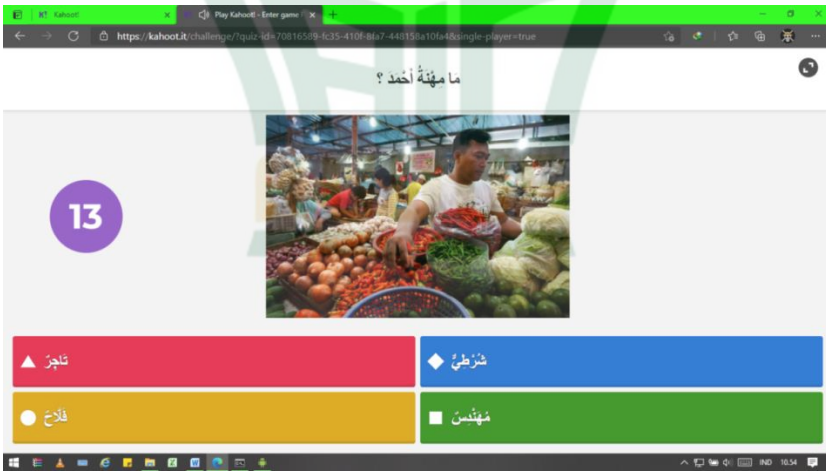 Kahoot!
Play Kahoot! - Enter game
https://kahoot.it/challenge/?quiz-id=70816589-fc35-410f-8fa7-448158a10fa4&single-player=true
مَا مِهْنَةُ أَحْمَدَ ؟
13
تَاجِرٌ
شُرْطِيٌّ
فَلَّاحٌ
مُهَنْدِسٌ
IND
10.54